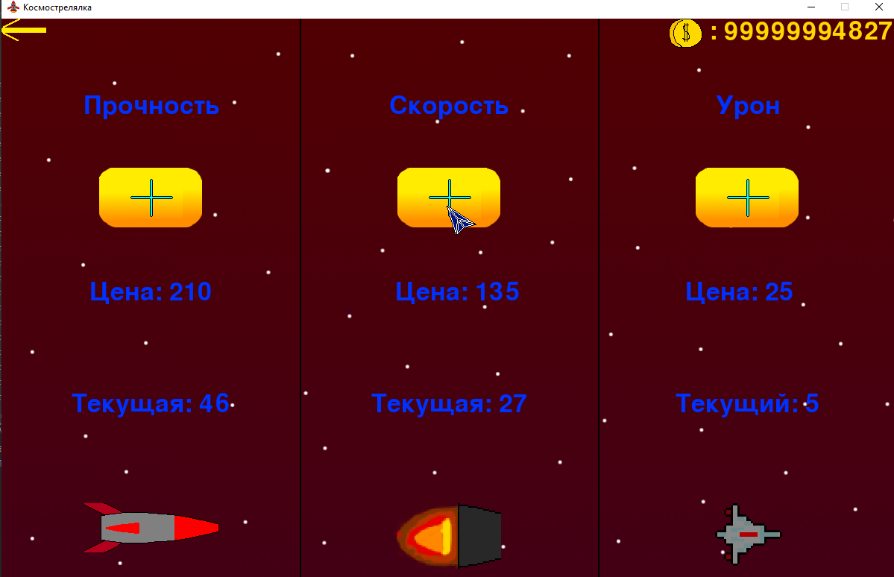 Космострелялка
: 99999994827
Прочность
Скорость
Урон
Цена: 210
Цена: 135
Цена: 25
Текущая: 46
Текущая: 27
Текущий: 5